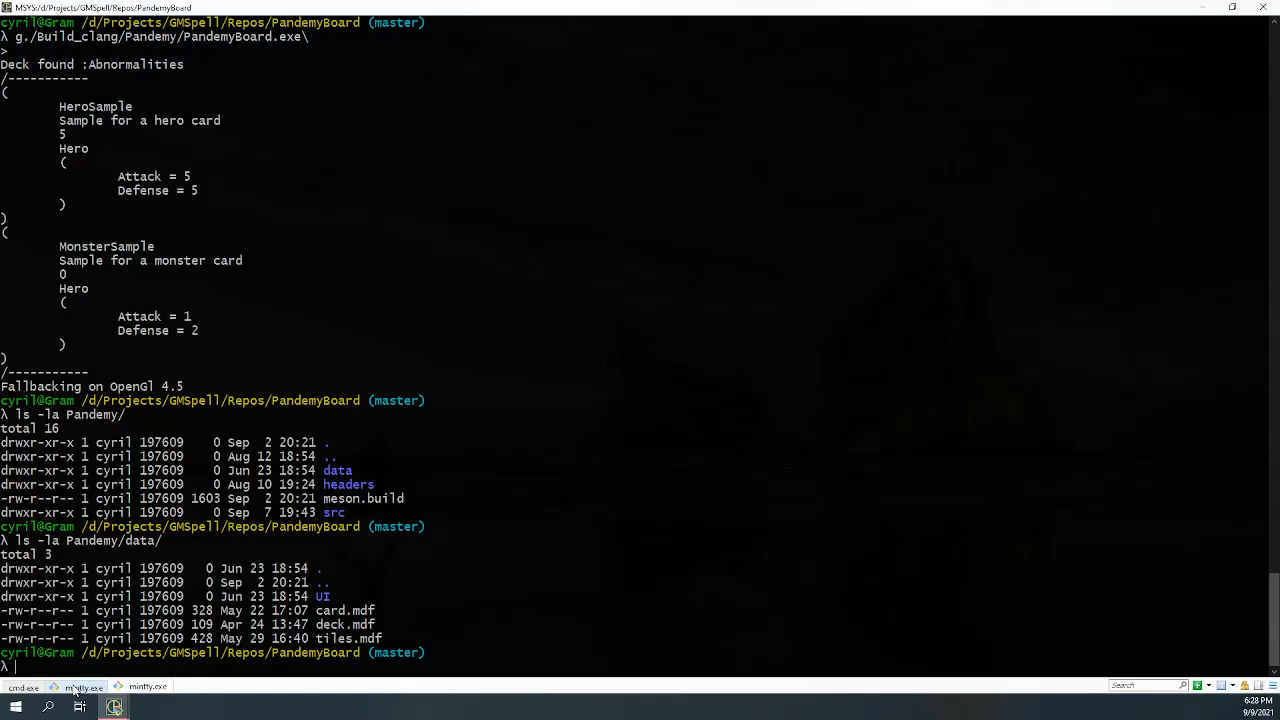 MSYS:/d/Projects/GMSpell/Repos/PandemyBoard
cyril@Gram /d/Projects/GMSpell/Repos/PandemyBoard (master)
λ g./Build_clang/Pandemy/PandemyBoard.exe\
>
Deck found :Abnormalities
/-----------
(
HeroSample
Sample for a hero card
5
Hero
(
Attack = 5
Defense = 5
)
)
(
MonsterSample
Sample for a monster card
0
Hero
(
Attack = 1
Defense = 2
)
)
/-----------
Fallbacking on OpenGl 4.5
cyril@Gram /d/Projects/GMSpell/Repos/PandemyBoard (master)
λ ls -la Pandemy/
total 16
drwxr-xr-x 1 cyril 197609    0 Sep  2 20:21 .
drwxr-xr-x 1 cyril 197609    0 Aug 12 18:54 ..
drwxr-xr-x 1 cyril 197609    0 Jun 23 18:54 data
drwxr-xr-x 1 cyril 197609    0 Aug 10 19:24 headers
-rw-r--r-- 1 cyril 197609 1603 Sep  2 20:21 meson.build
drwxr-xr-x 1 cyril 197609    0 Sep  7 19:43 src
cyril@Gram /d/Projects/GMSpell/Repos/PandemyBoard (master)
λ ls -la Pandemy/data/
total 3
drwxr-xr-x 1 cyril 197609   0 Jun 23 18:54 .
drwxr-xr-x 1 cyril 197609   0 Sep  2 20:21 ..
drwxr-xr-x 1 cyril 197609   0 Jun 23 18:54 UI
-rw-r--r-- 1 cyril 197609 328 May 22 17:07 card.mdf
-rw-r--r-- 1 cyril 197609 109 Apr 24 13:47 deck.mdf
-rw-r--r-- 1 cyril 197609 428 May 29 16:40 tiles.mdf
cyril@Gram /d/Projects/GMSpell/Repos/PandemyBoard (master)
λ
cmd.exe mintty.exe mintty.exe Search
6:28 PM
9/9/2021